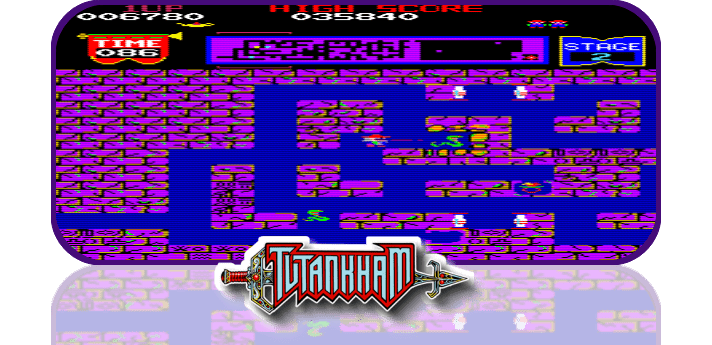 1UP HIGH SCORE
006780 035840
TIME
086
STAGE
2
TUTANKHAM